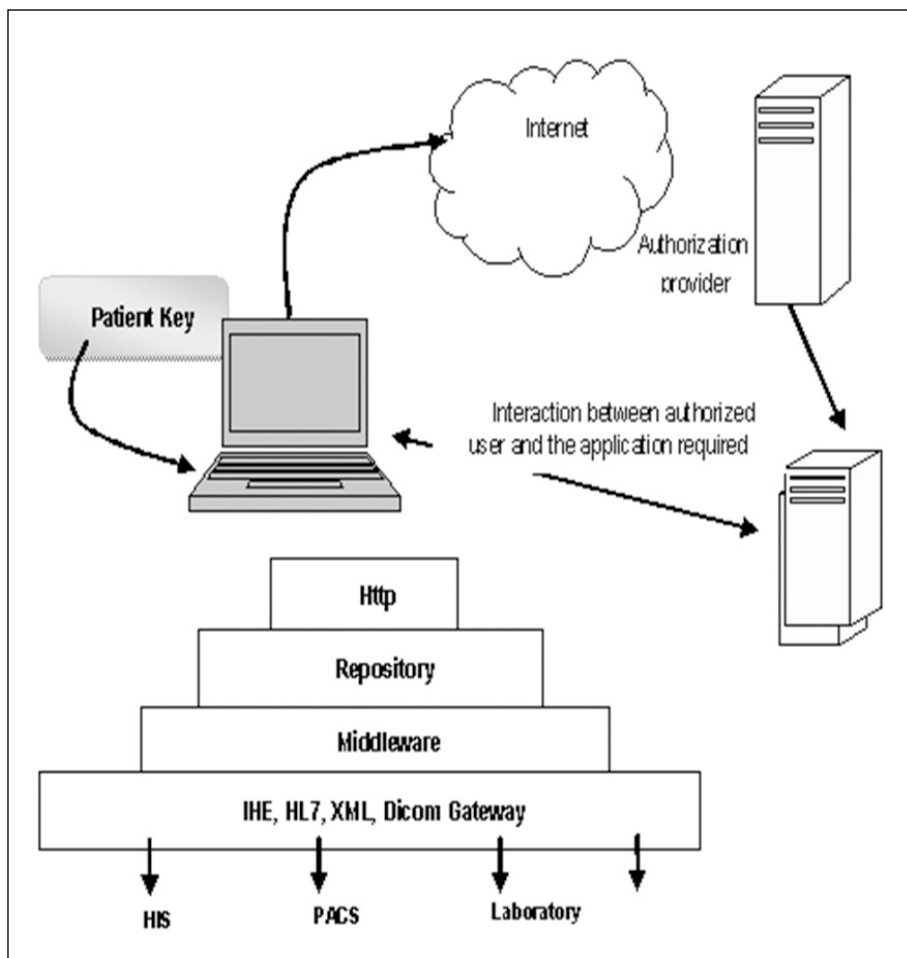 Internet
Authorization
provider
Patient Key
Interaction between authorized
user and the application required
Http
Repository
Middleware
IHE, HL7, XML, Dicom Gateway
HIS
PACS
Laboratory